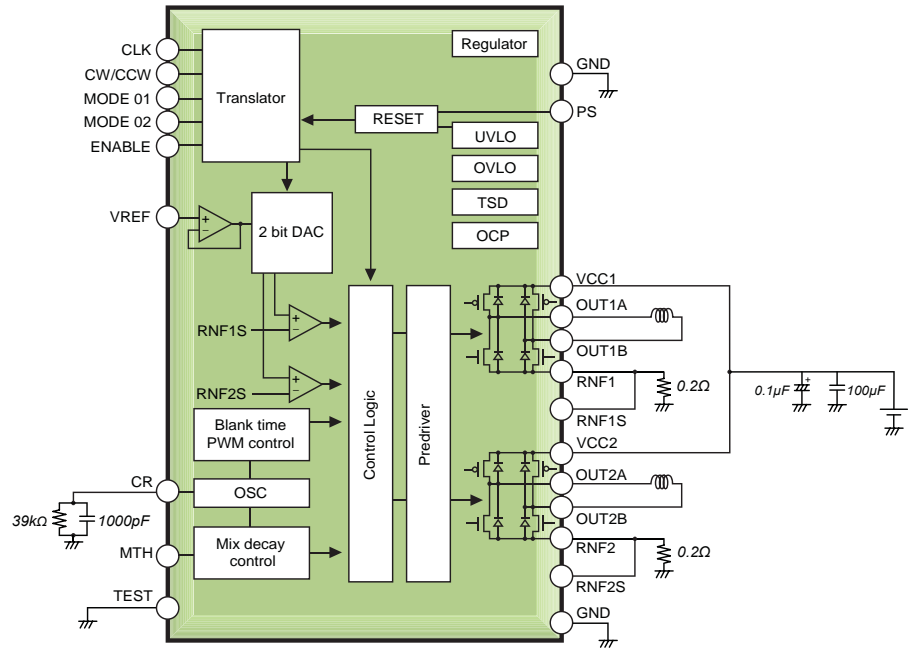 CLK
CW/CCW
MODE 01
MODE 02
ENABLE
VREF
CR
39kΩ
1000pF
MTH
TEST
Translator
Regulator
RESET
UVLO
OVLO
TSD
OCP
2 bit DAC
+
−
RNF1S
+
−
RNF2S
+
−
Blank time
PWM control
OSC
Mix decay
control
Control Logic
Predriver
GND
PS
VCC1
OUT1A
OUT1B
RNF1
0.2Ω
RNF1S
VCC2
OUT2A
OUT2B
RNF2
0.2Ω
RNF2S
GND
0.1µF
+
100µF